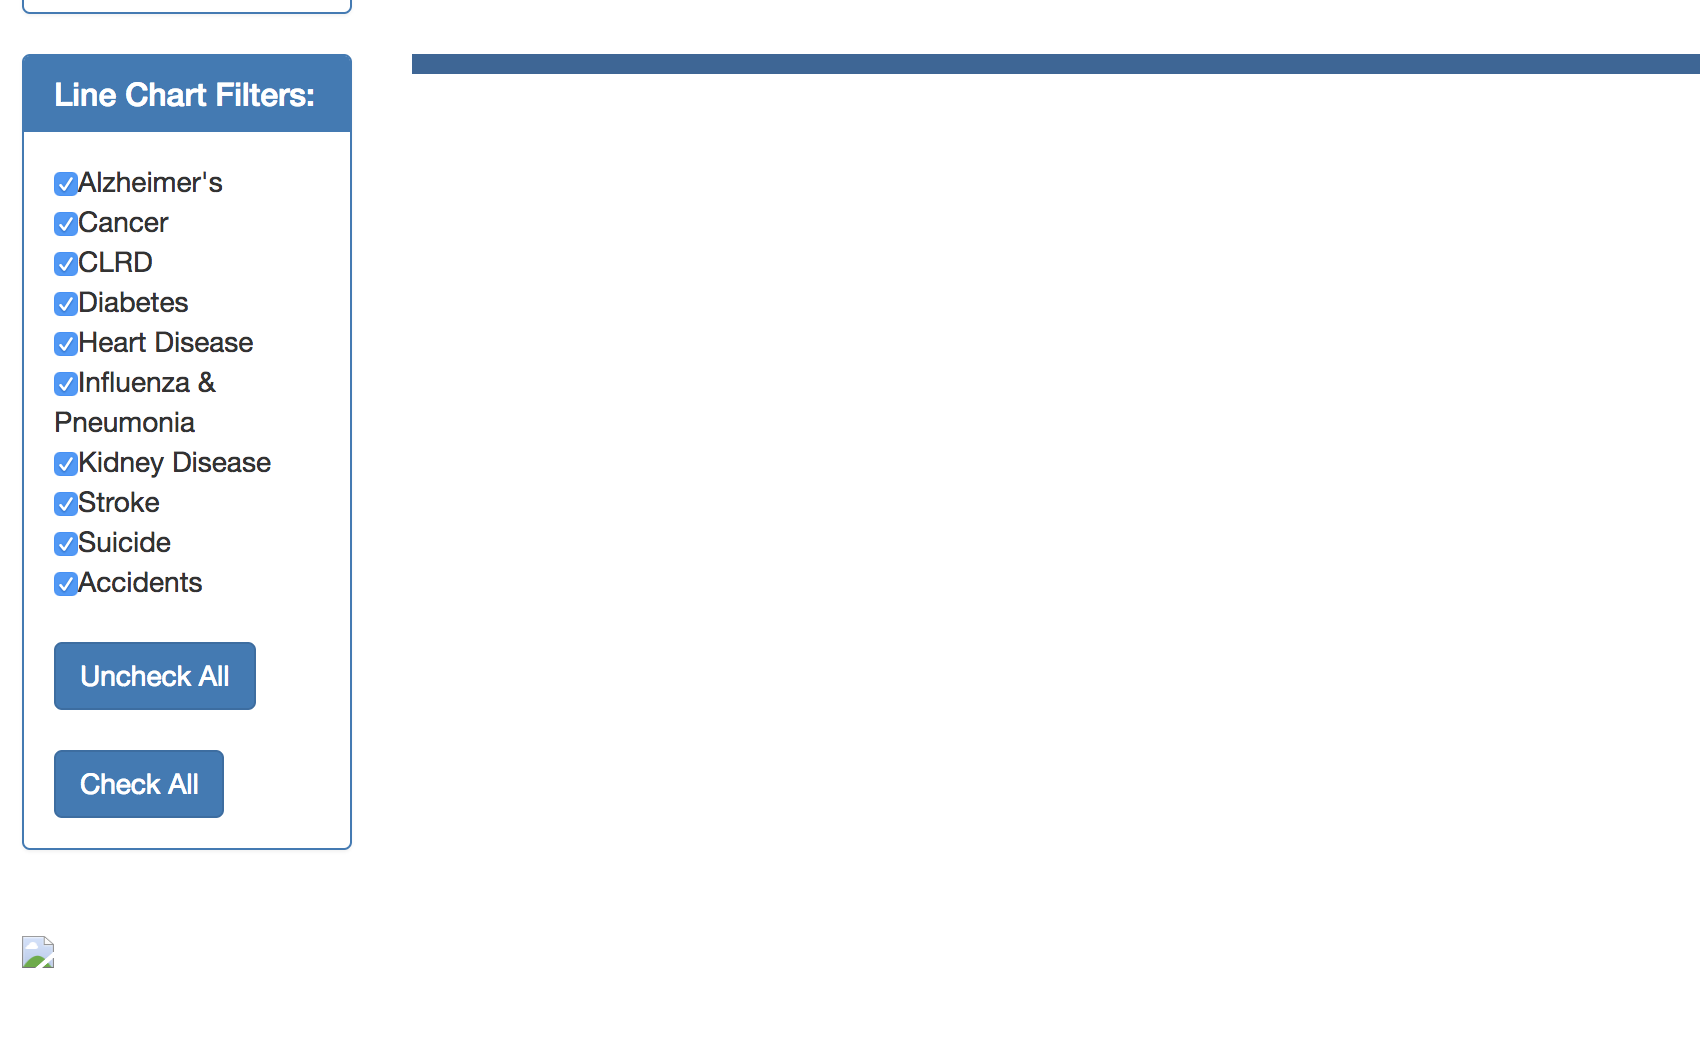 Line Chart Filters:
Alzheimer's
Cancer
CLRD
Diabetes
Heart Disease
Influenza &
Pneumonia
Kidney Disease
Stroke
Suicide
Accidents
Uncheck All
Check All